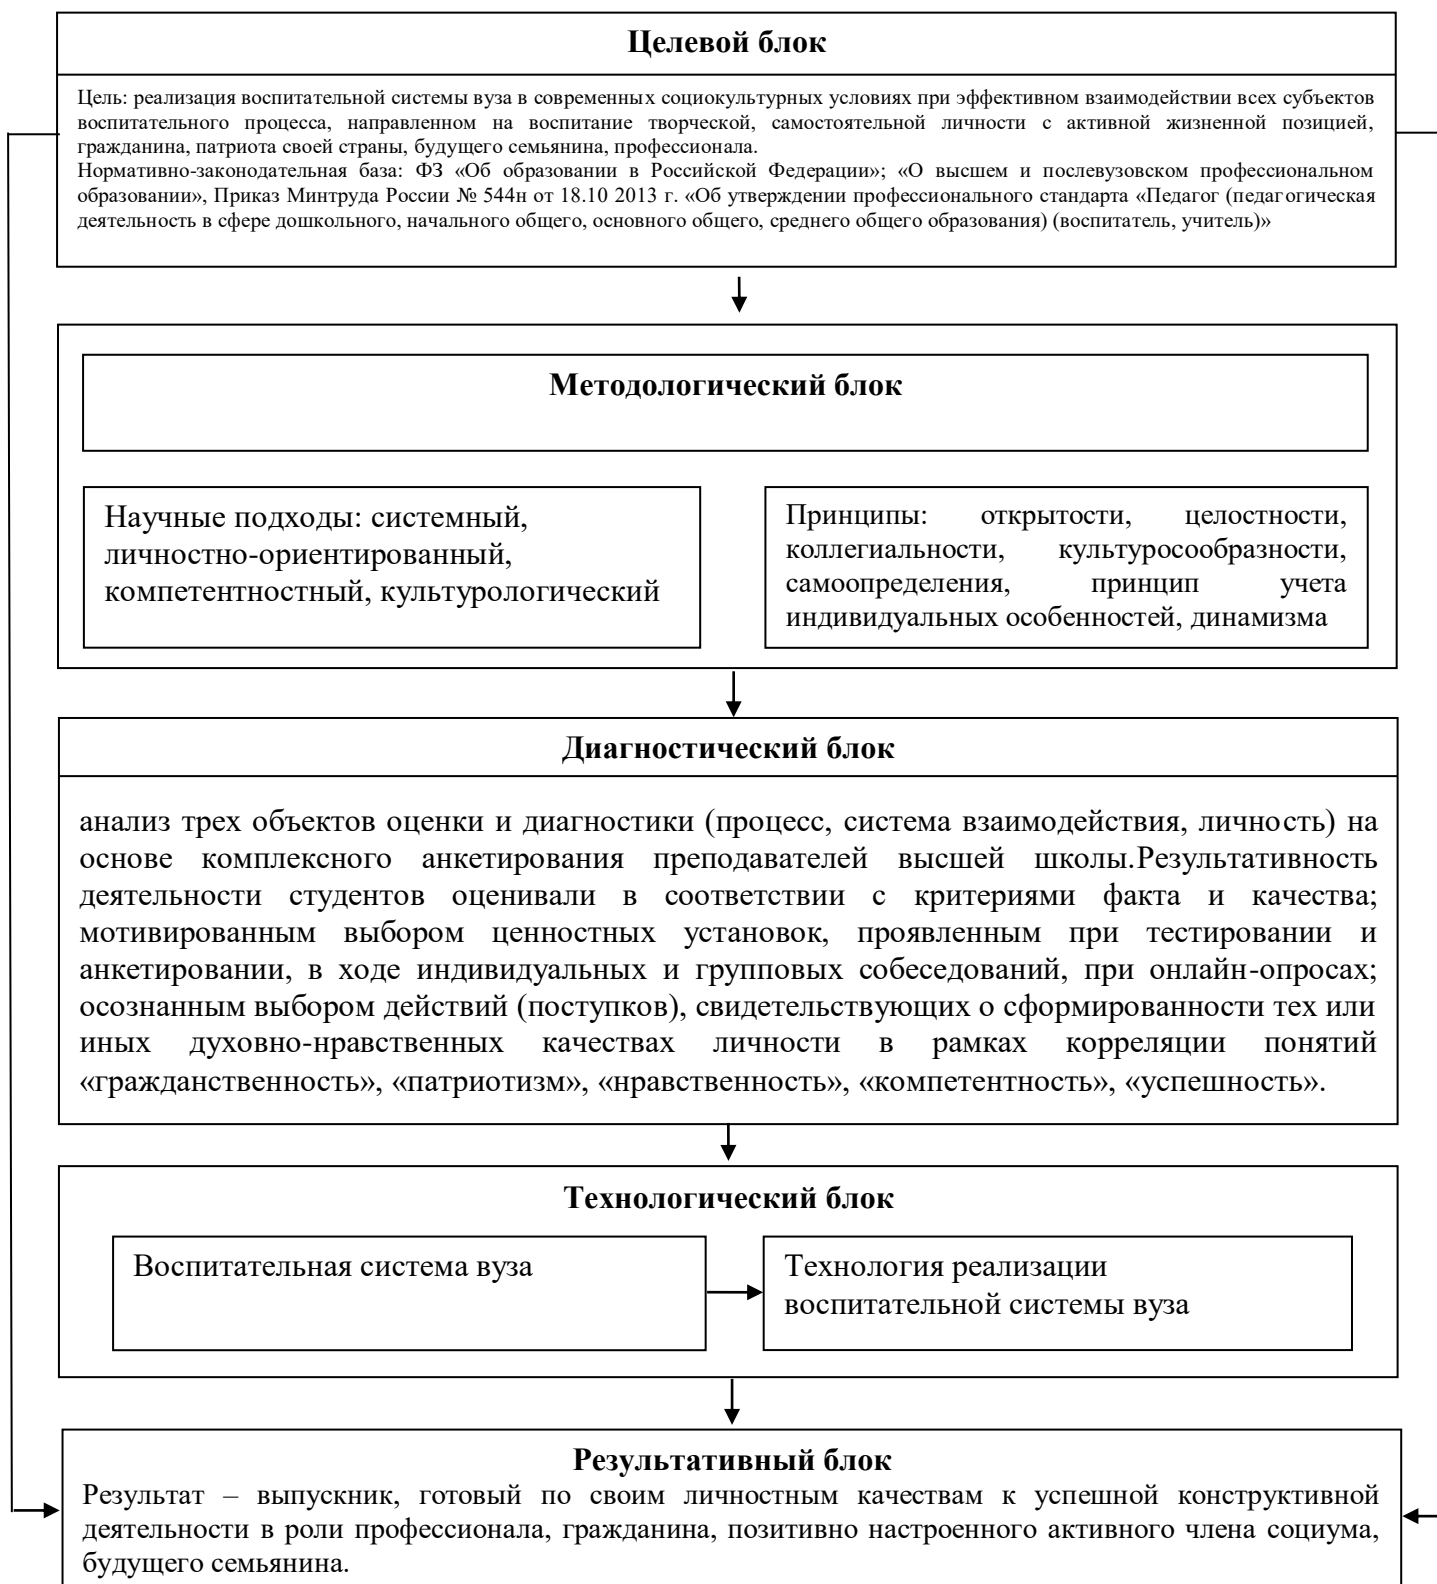 Целевой блок
Цель: реализация воспитательной системы вуза в современных социокультурных условиях при эффективном взаимодействии всех субъектов
воспитательного процесса, направленном на воспитание творческой, самостоятельной личности с активной жизненной позицией,
гражданина, патриота своей страны, будущего семьянина, профессионала.
Нормативно-законодательная база: ФЗ «Об образовании в Российской Федерации»; «О высшем и послевузовском профессиональном
образовании», Приказ Минтруда России № 544н от 18.10 2013 г. «Об утверждении профессионального стандарта «Педагог (педагогическая
деятельность в сфере дошкольного, начального общего, основного общего, среднего общего образования) (воспитатель, учитель)»
Методологический блок
Научные подходы: системный,
личностно-ориентированный,
компетентностный, культурологический
Принципы: открытости, целостности,
коллегиальности, культуросообразности,
самоопределения, принцип учета
индивидуальных особенностей, динамизма
Диагностический блок
анализ трех объектов оценки и диагностики (процесс, система взаимодействия, личность) на
основе комплексного анкетирования преподавателей высшей школы.Результативность
деятельности студентов оценивали в соответствии с критериями факта и качества;
мотивированным выбором ценностных установок, проявленным при тестировании и
анкетировании, в ходе индивидуальных и групповых собеседований, при онлайн-опросах;
осознанным выбором действий (поступков), свидетельствующих о сформированности тех или
иных духовно-нравственных качествах личности в рамках корреляции понятий
«гражданственность», «патриотизм», «нравственность», «компетентность», «успешность».
Технологический блок
Воспитательная система вуза
Технология реализации
воспитательной системы вуза
Результативный блок
Результат – выпускник, готовый по своим личностным качествам к успешной конструктивной
деятельности в роли профессионала, гражданина, позитивно настроенного активного члена социума,
будущего семьянина.